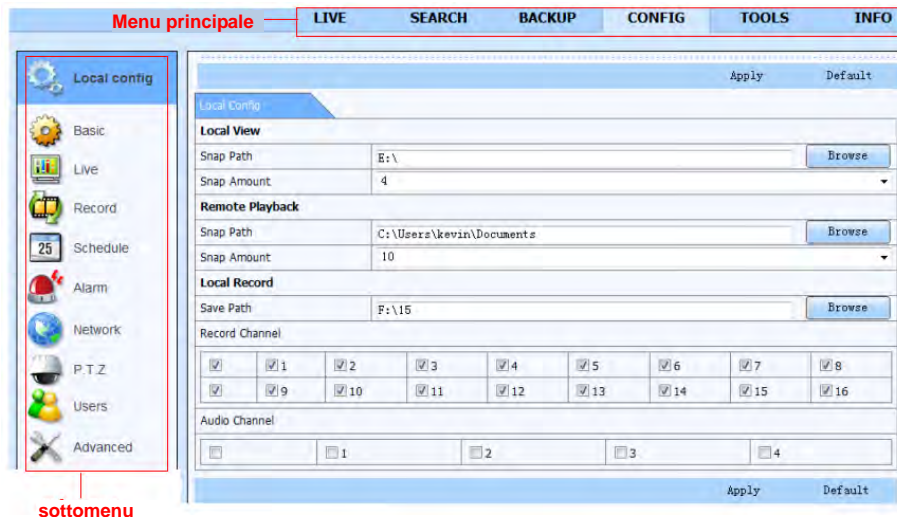 Menu principale LIVE SEARCH BACKUP CONFIG TOOLS INFO
Local config
Basic
Live
Record
25 Schedule
Alarm
Network
P.T.Z
Users
Advanced
sottomenu
Apply Default
Local Config
Local View
Snap Path E:\ Browse
Snap Amount 4
Remote Playback
Snap Path C:\Users\kevin\Documents Browse
Snap Amount 10
Local Record
Save Path F:\15 Browse
Record Channel
1 2 3 4 5 6 7 8
9 10 11 12 13 14 15 16
Audio Channel
1 2 3 4
Apply Default